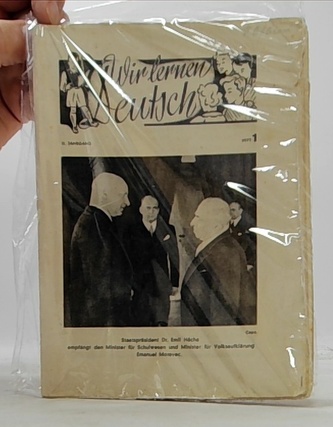 Wir lernen
Deutsch
II. JAHRGANG
HEFT 1
Staatspräsident Dr. Emil Hácha
empfängt den Minister für Schulwesen und Minister für Volksaufklärung
Emanuel Moravec.